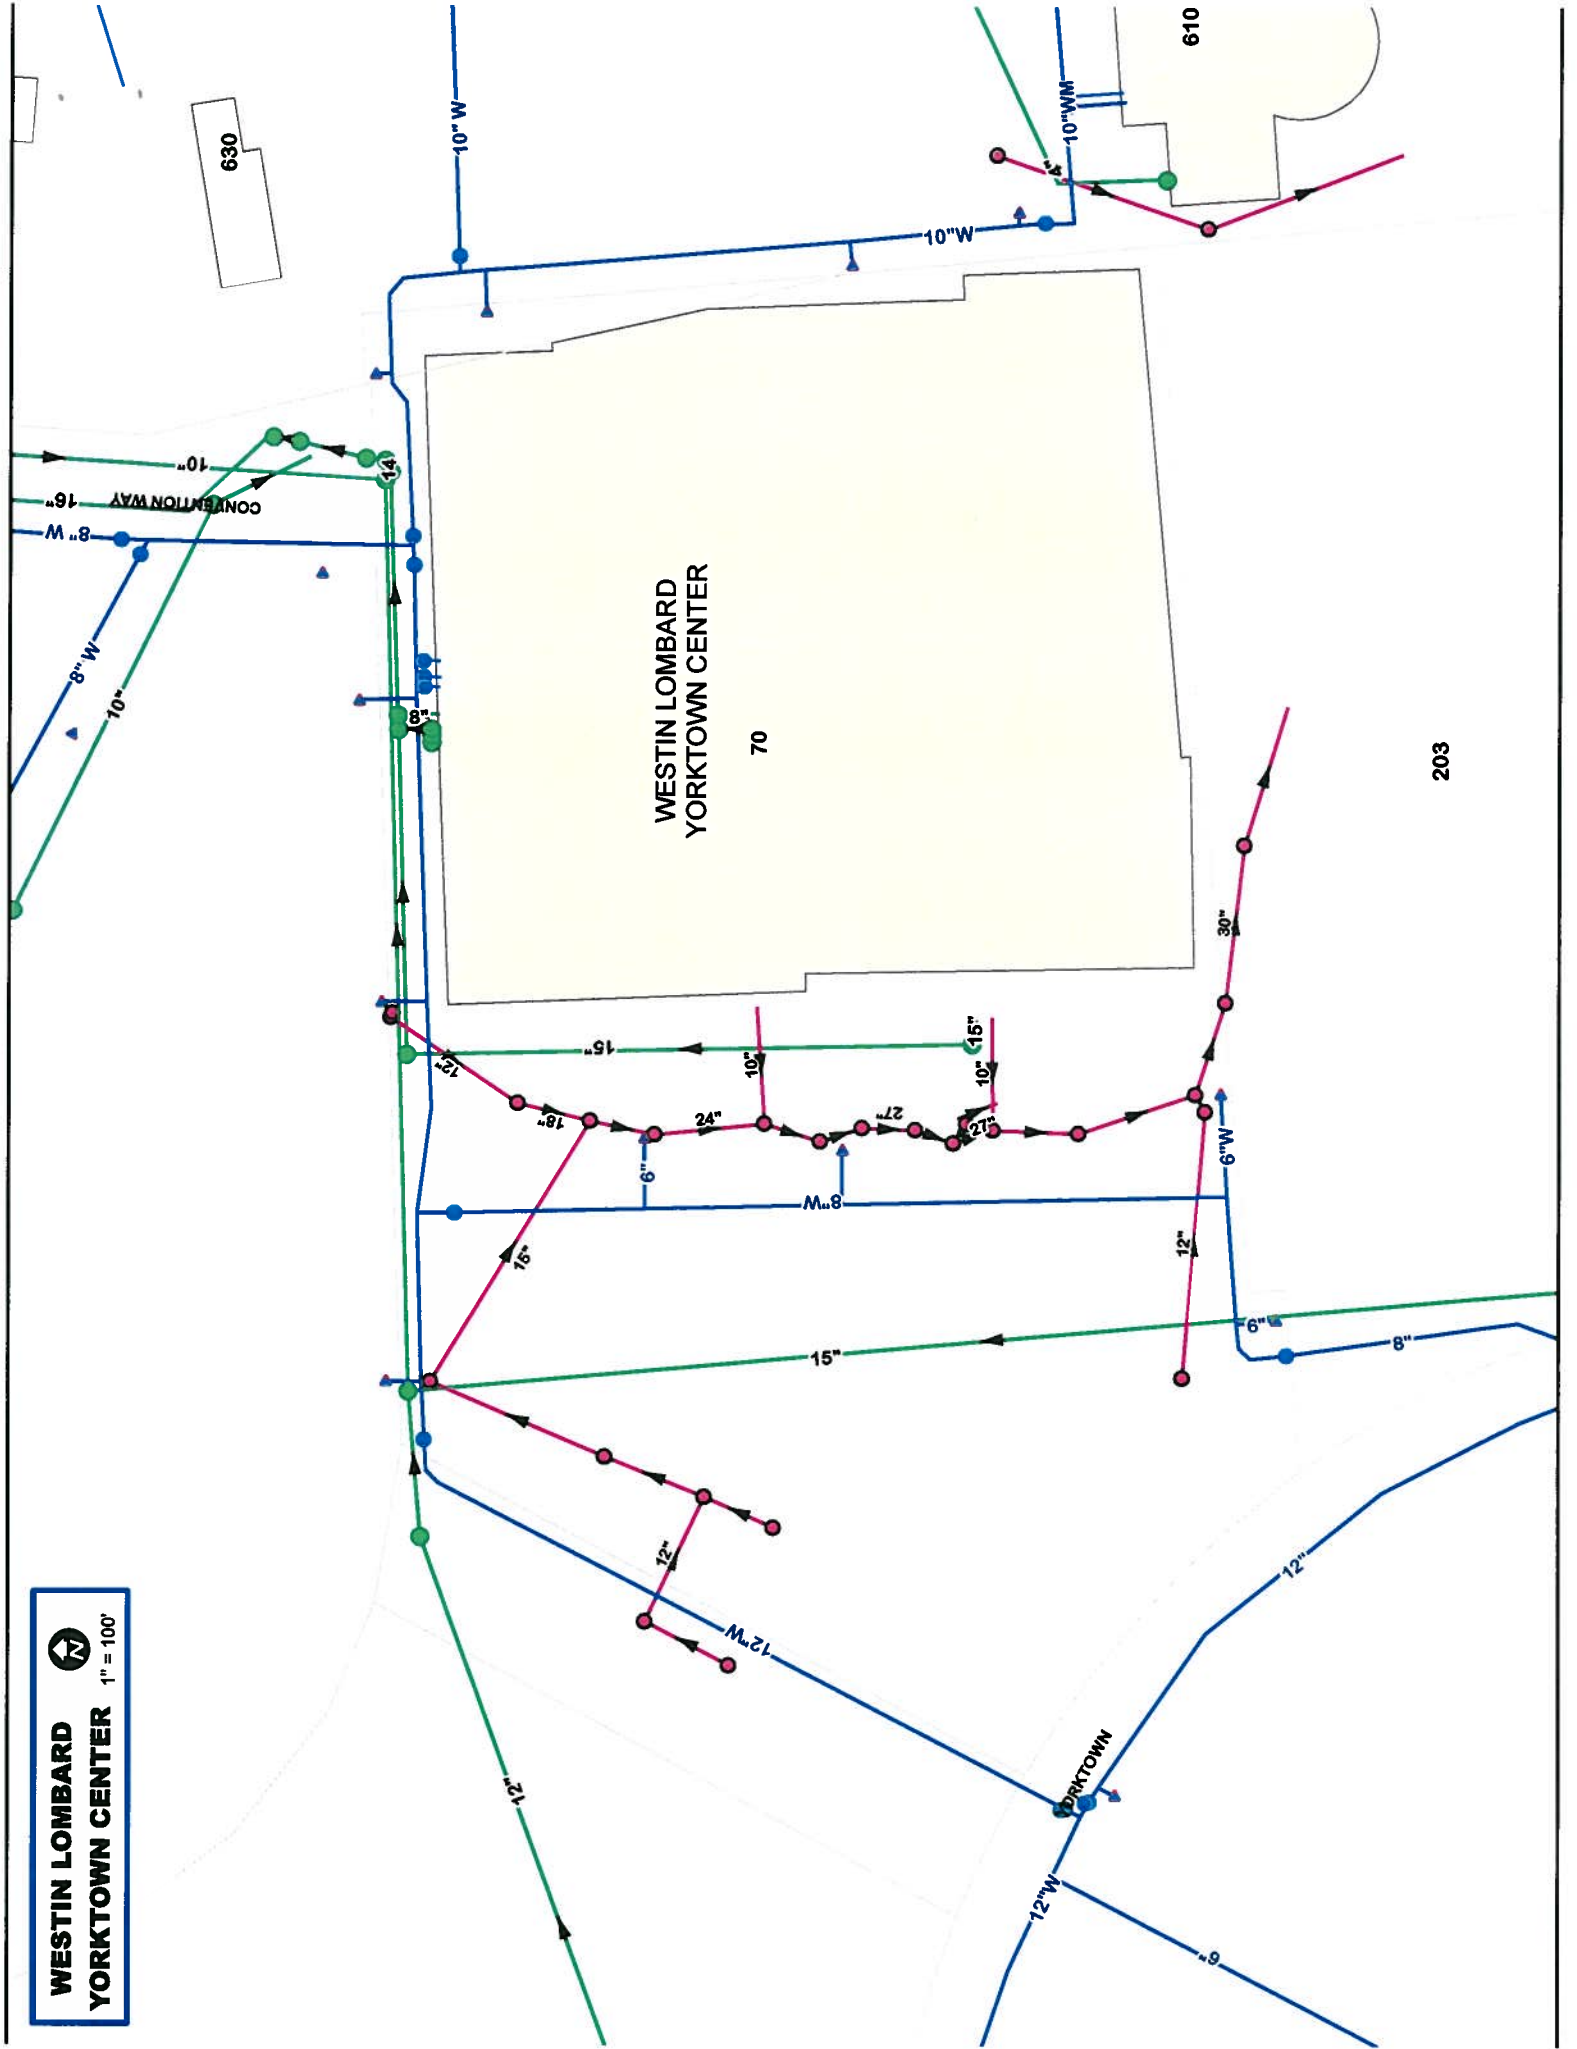 WESTIN LOMBARD
YORKTOWN CENTER
1" = 100'
N
630
610
10" W
10"WM
4"
10"W
10"
16"
CONVENTION WAY
8" W
14
8" W
10"
8"
WESTIN LOMBARD
YORKTOWN CENTER
70
203
30"
12"
15"
10"
15"
10"
18"
24"
27"
27"
6"
8"W
6"W
15"
12"
15"
6"
8"
12"
12"W
12"
12"
YORKTOWN
12"W
6"